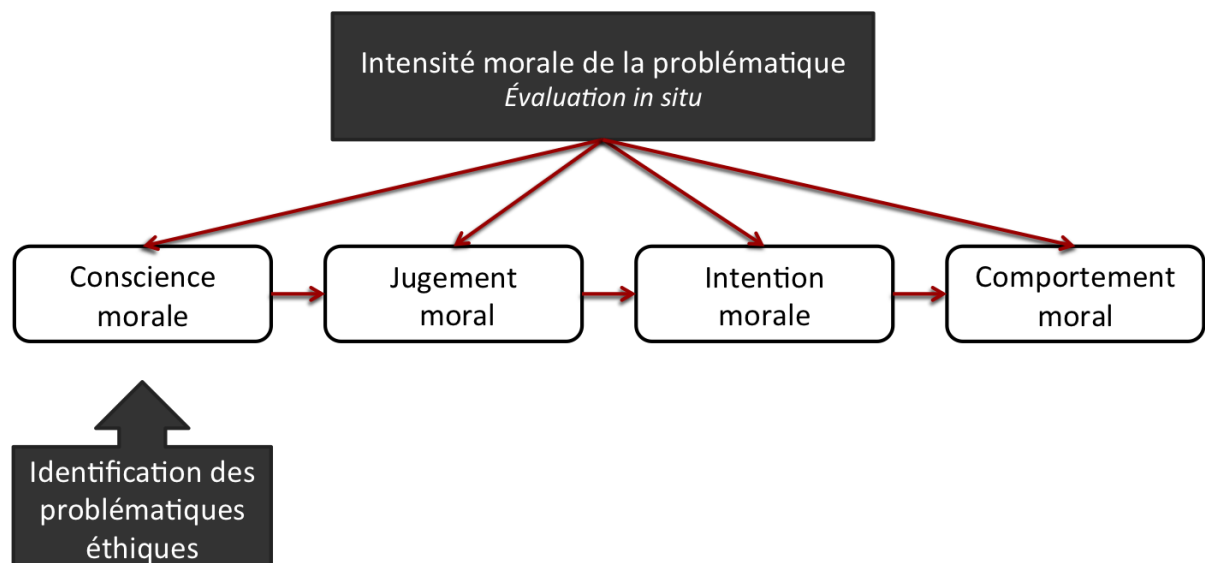 Intensité morale de la problématique
Évaluation in situ
Conscience
morale
Jugement
moral
Intention
morale
Comportement
moral
Identification des
problématiques
éthiques